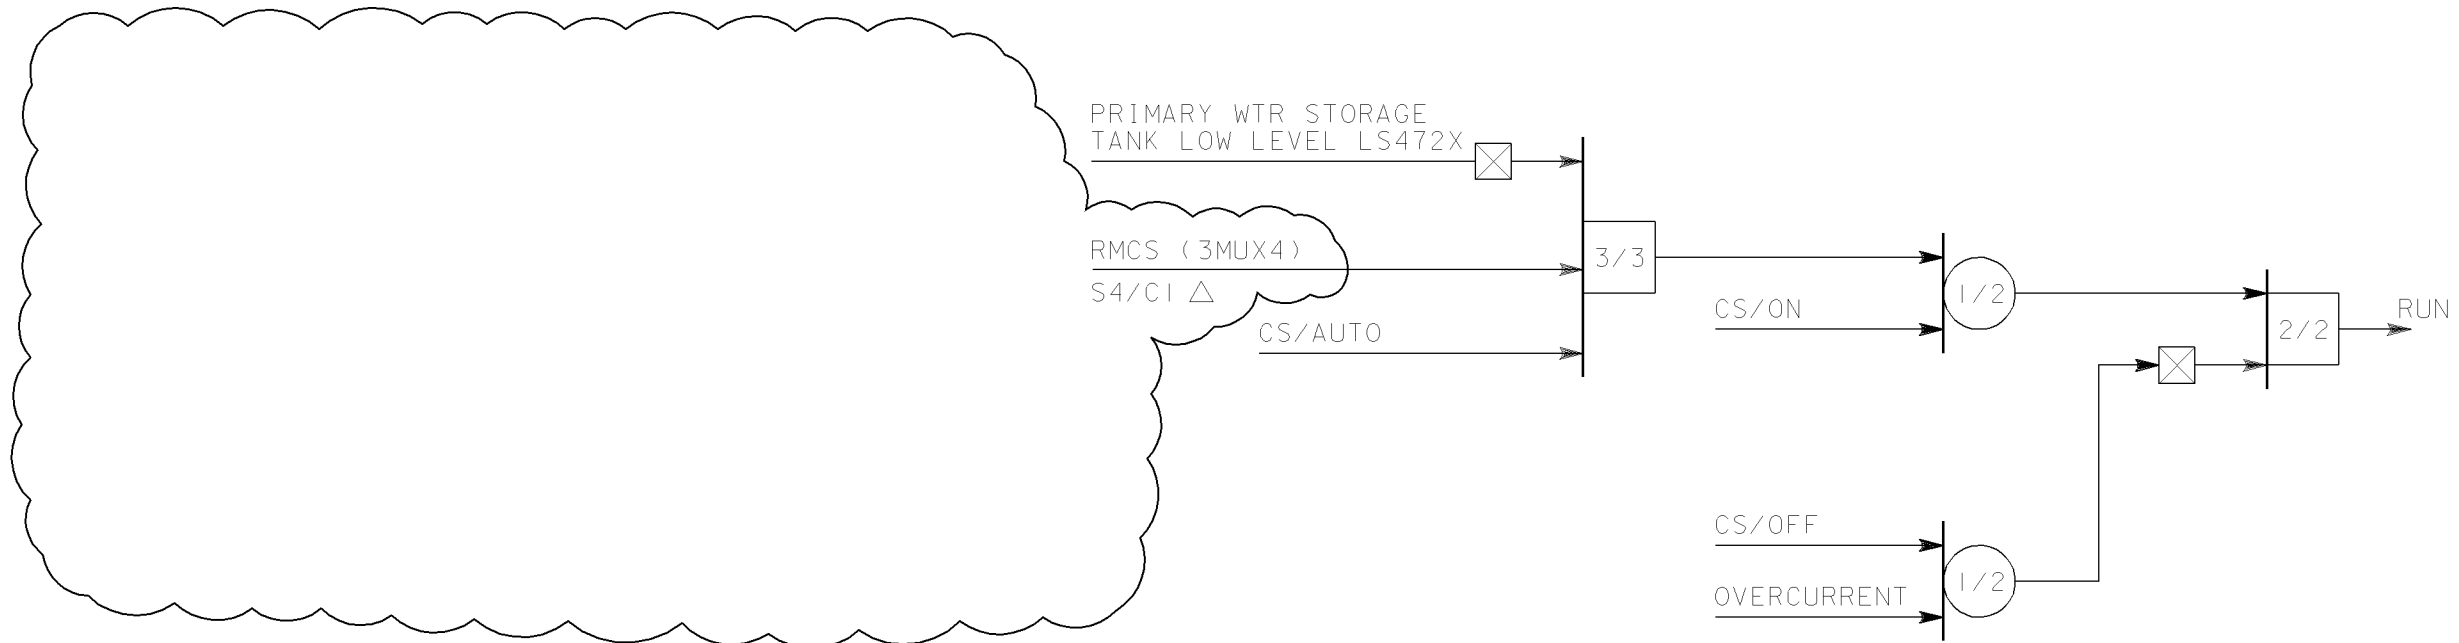 PRIMARY WTR STORAGE
TANK LOW LEVEL LS472X
RMCS (3MUX4)
S4/C1 △
CS/AUTO
3/3
CS/ON
1/2
2/2
RUN
CS/OFF
OVERCURRENT
1/2